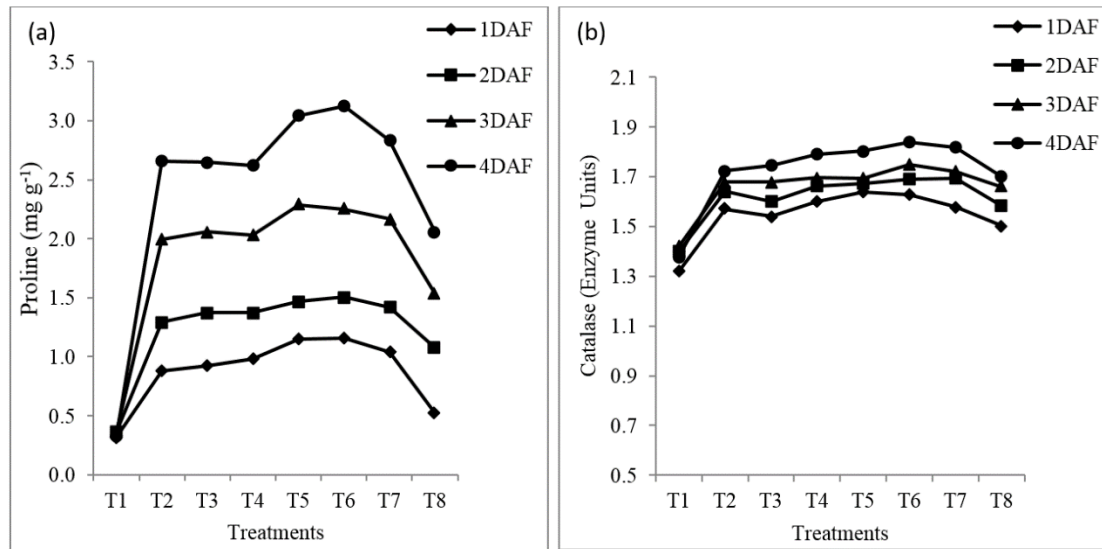 (a)
1DAF
2DAF
3DAF
4DAF
3.5
3.0
2.5
2.0
1.5
1.0
0.5
0.0
Proline (mg g-1)
T1 T2 T3 T4 T5 T6 T7 T8
Treatments
(b)
1DAF
2DAF
3DAF
4DAF
2.1
1.9
1.7
1.5
1.3
1.1
0.9
0.7
0.5
Catalase (Enzyme Units)
T1 T2 T3 T4 T5 T6 T7 T8
Treatments